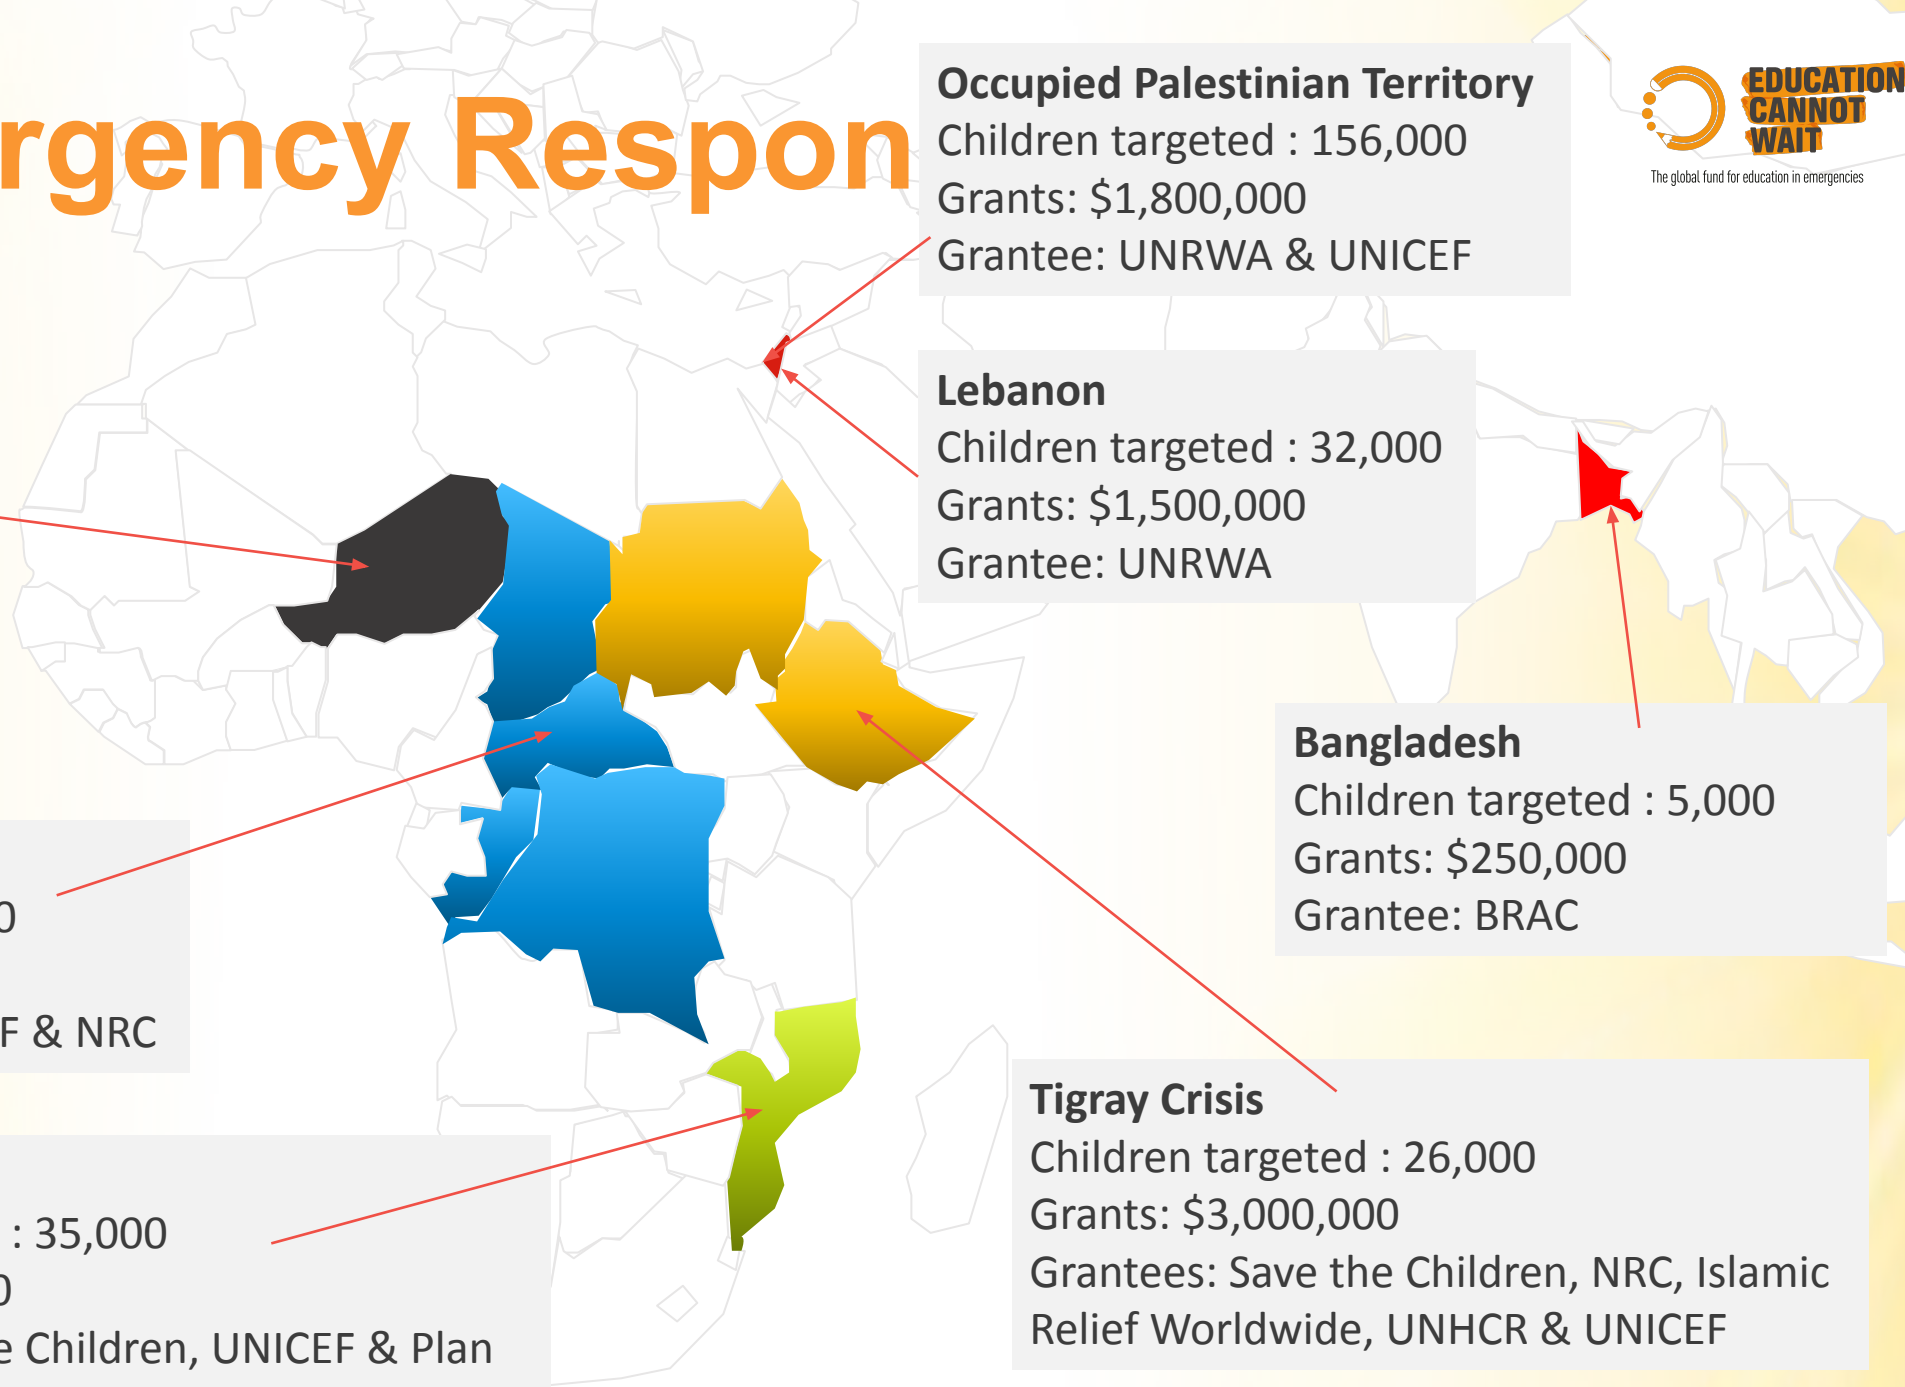 rgency Respon
Occupied Palestinian Territory
Children targeted : 156,000
Grants: $1,800,000
Grantee: UNRWA & UNICEF
EDUCATION
CANNOT
WAIT
The global fund for education in emergencies
Lebanon
Children targeted : 32,000
Grants: $1,500,000
Grantee: UNRWA
Bangladesh
Children targeted : 5,000
Grants: $250,000
Grantee: BRAC
0
F & NRC
: 35,000
0
e Children, UNICEF & Plan
Tigray Crisis
Children targeted : 26,000
Grants: $3,000,000
Grantees: Save the Children, NRC, Islamic
Relief Worldwide, UNHCR & UNICEF